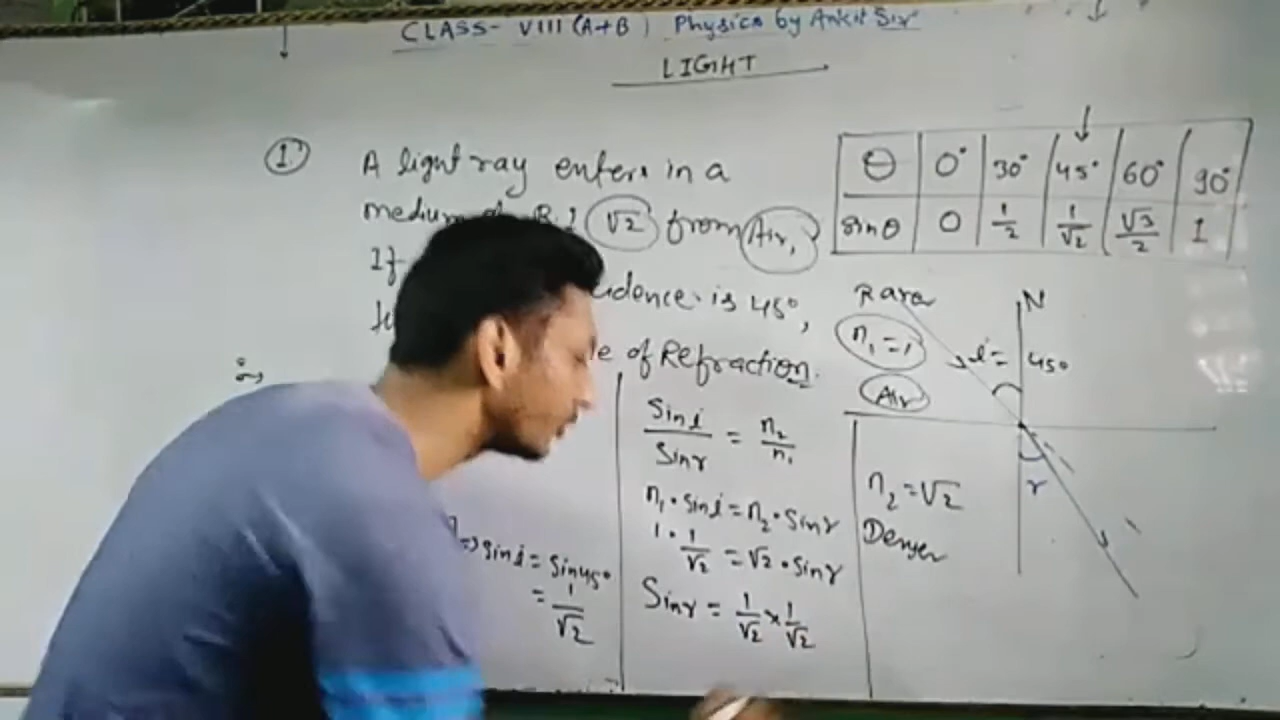 CLASS- VIII (A+B) Physics by Ankit Sir
LIGHT
① A light ray enters in a
√2 from Air,
If
is 45°,
of Refraction.
θ 0° 30° 45° 60° 90°
sinθ 0 1/2 1/√2 √3/2 1
Sin i / Sin r = n₂/n₁
n₁ · sin i = n₂ · Sin r
1 · 1/√2 = √2 · sin r
Sin r = 1/√2 × 1/√2
=> sin i = sin 45°
= 1/√2
n₁ = 1
Air
N
i = 45°
r
n₂ = √2
Denser